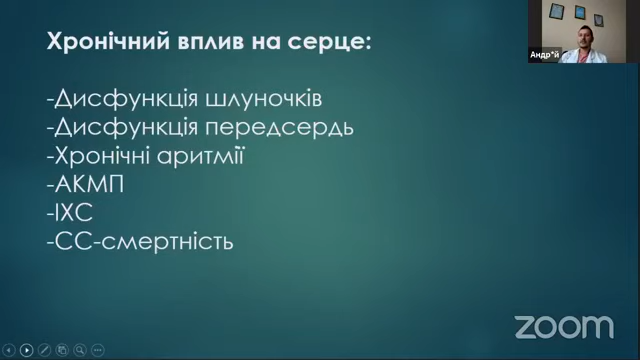 Хронічний вплив на серце:
-Дисфункція шлуночків
-Дисфункція передсердь
-Хронічні аритмії
-АКМП
-ІХС
-СС-смертність
Андр*й
zoom